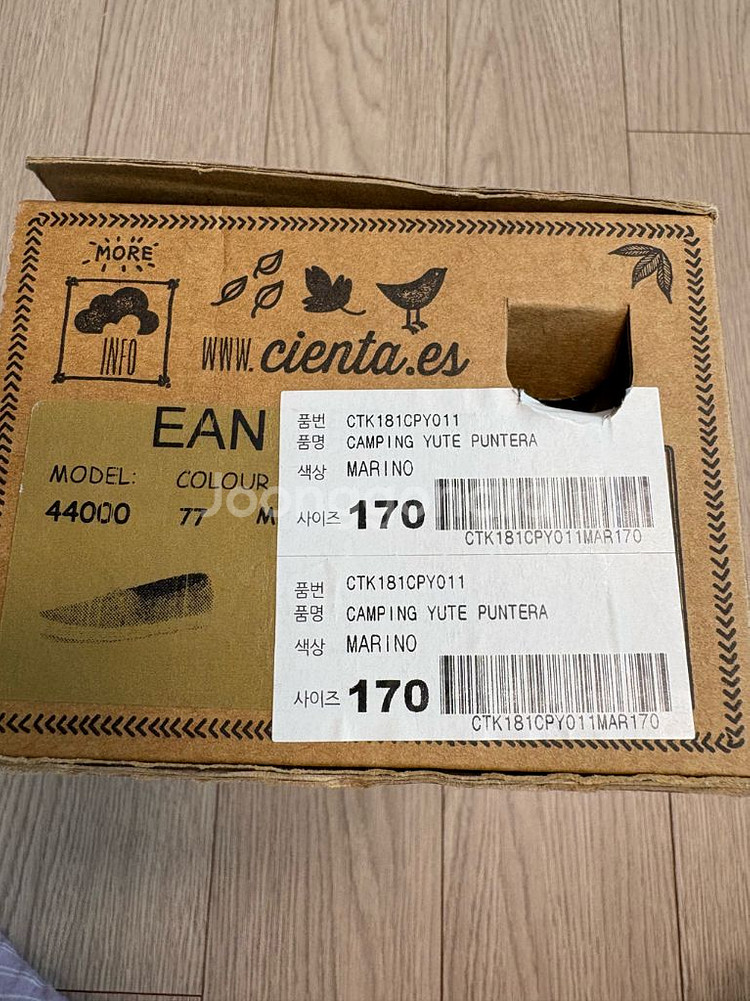 MORE
INFO
www.cienta.es
EAN
MODEL: COLOUR
44000 77 M
품번 CTK181CPY011
품명 CAMPING YUTE PUNTERA
색상 MARINO
사이즈 170
CTK181CPY011MAR170
품번 CTK181CPY011
품명 CAMPING YUTE PUNTERA
색상 MARINO
사이즈 170
CTK181CPY011MAR170